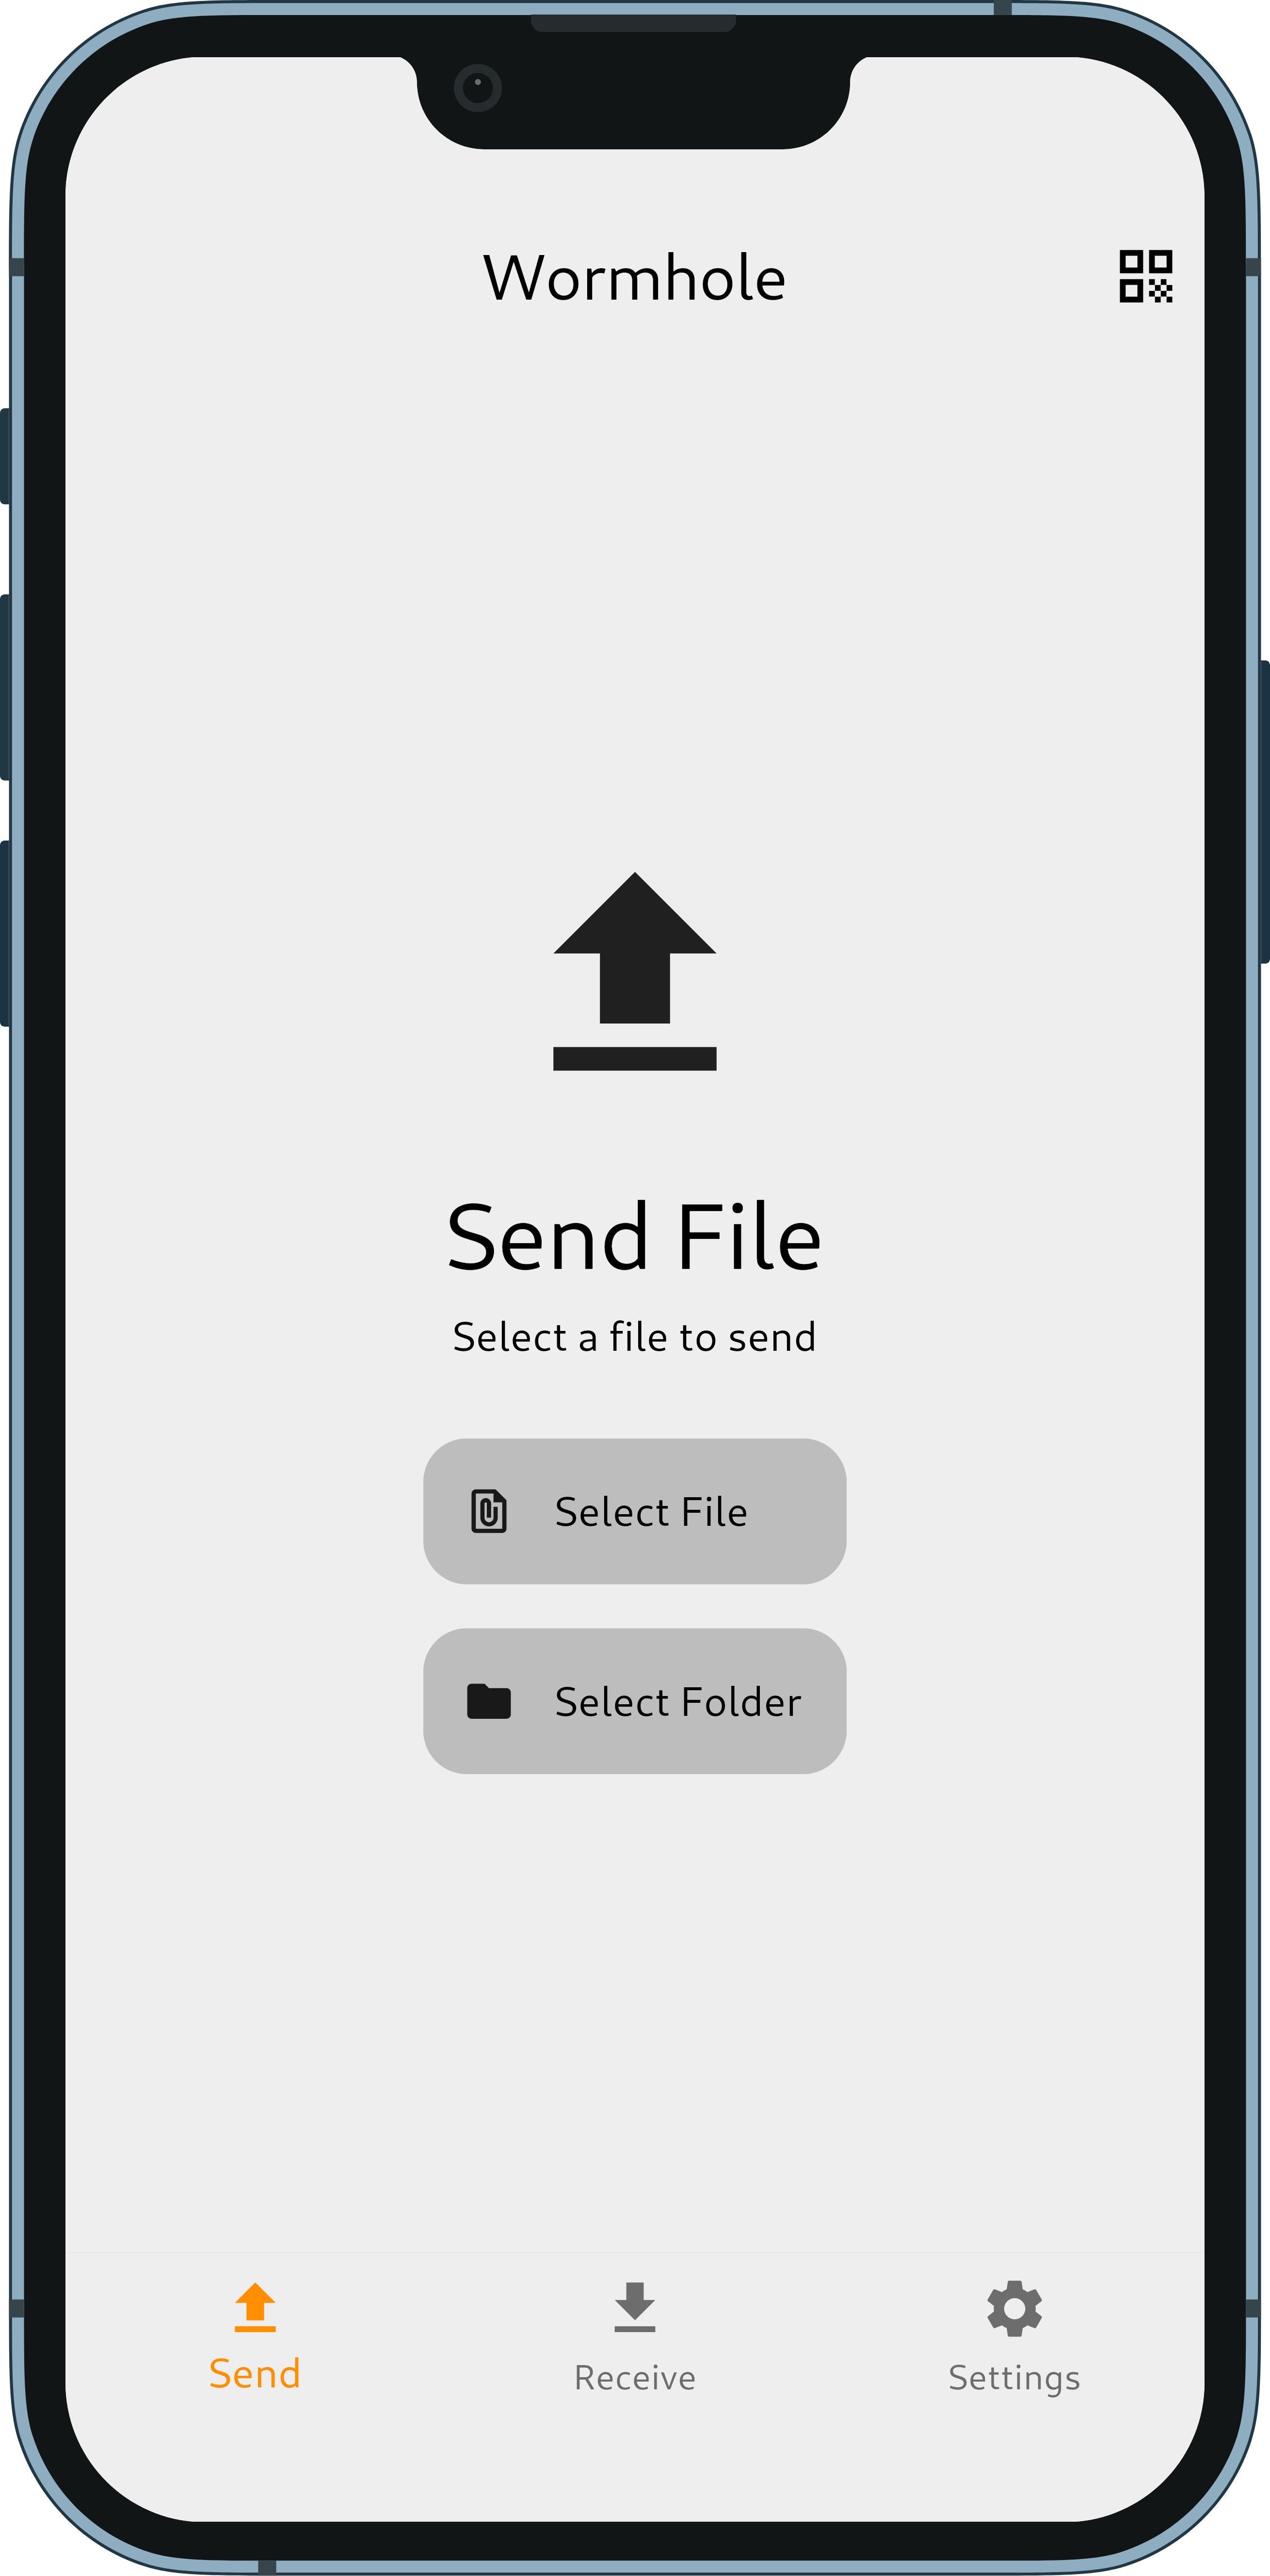 Wormhole
Send File
Select a file to send
Select File
Select Folder
Send
Receive
Settings